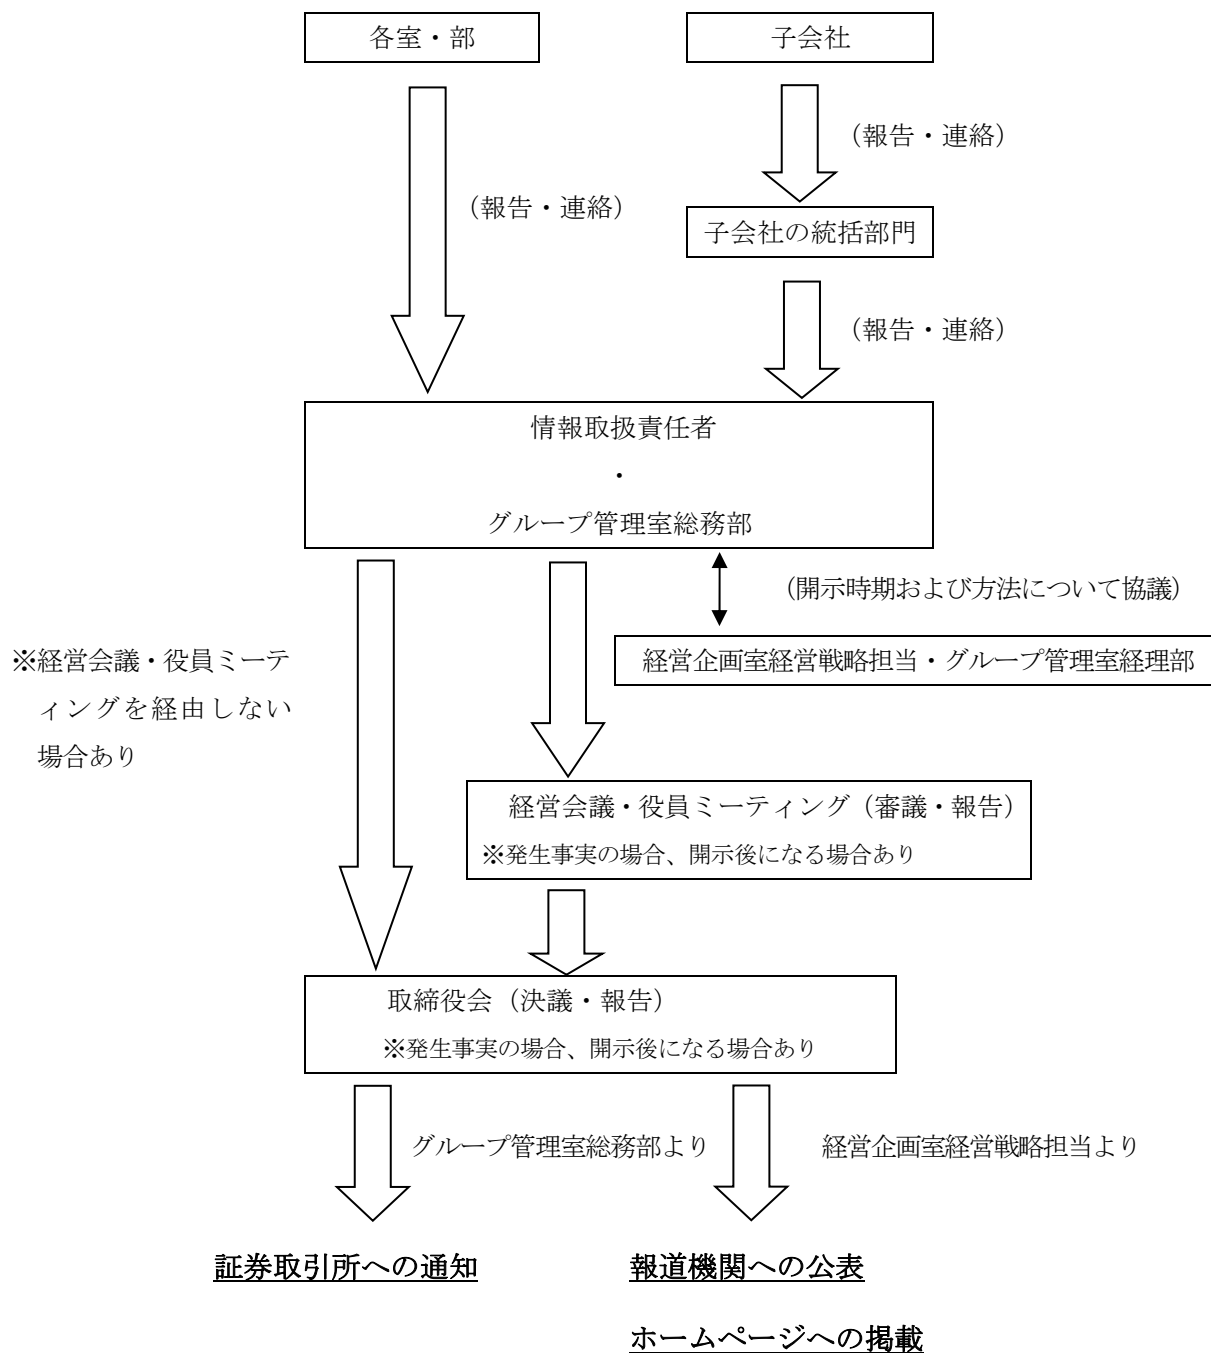 各室・部
子会社
（報告・連絡）
（報告・連絡）
子会社の統括部門
（報告・連絡）
情報取扱責任者
・
グループ管理室総務部
（開示時期および方法について協議）
経営企画室経営戦略担当・グループ管理室経理部
※経営会議・役員ミーテ
ィングを経由しない
場合あり
経営会議・役員ミーティング（審議・報告）
※発生事実の場合、開示後になる場合あり
取締役会（決議・報告）
※発生事実の場合、開示後になる場合あり
グループ管理室総務部より
経営企画室経営戦略担当より
証券取引所への通知
報道機関への公表
ホームページへの掲載